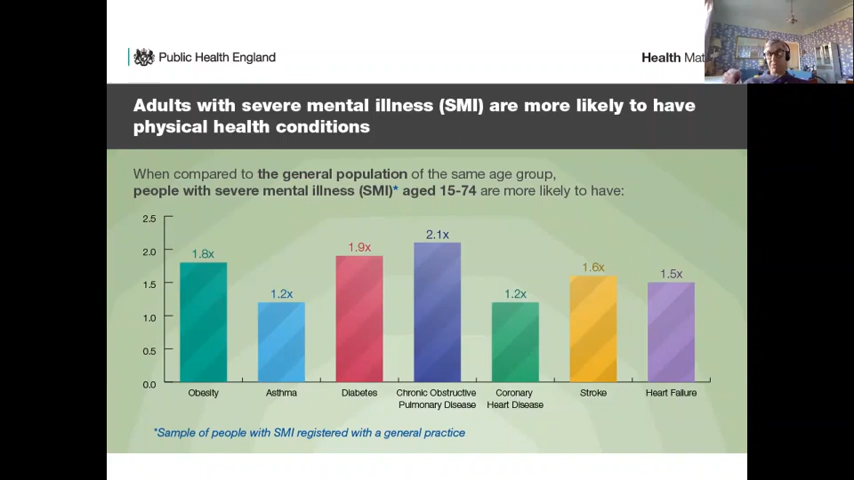 Public Health England
Health Mat
Adults with severe mental illness (SMI) are more likely to have
physical health conditions
When compared to the general population of the same age group,
people with severe mental illness (SMI)* aged 15-74 are more likely to have:
2.5
2.0
1.5
1.0
0.5
0.0
1.8x
1.2x
1.9x
2.1x
1.2x
1.6x
1.5x
Obesity
Asthma
Diabetes
Chronic Obstructive
Pulmonary Disease
Coronary
Heart Disease
Stroke
Heart Failure
*Sample of people with SMI registered with a general practice